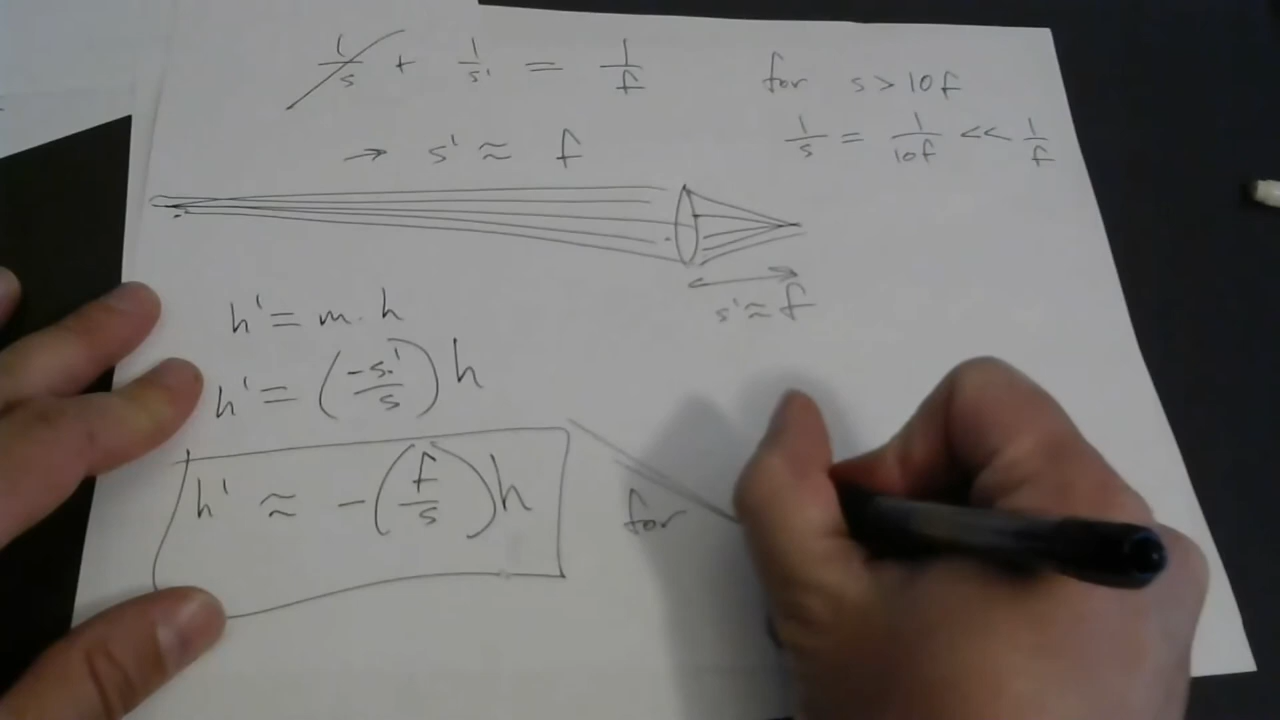 1/s + 1/s' = 1/f
for s > 10f
1/s = 1/10f << 1/f
→ s' ≈ f
s' ≈ f
h' = m · h
h' = (-s'/s) h
h' ≈ -(f/s) h
for